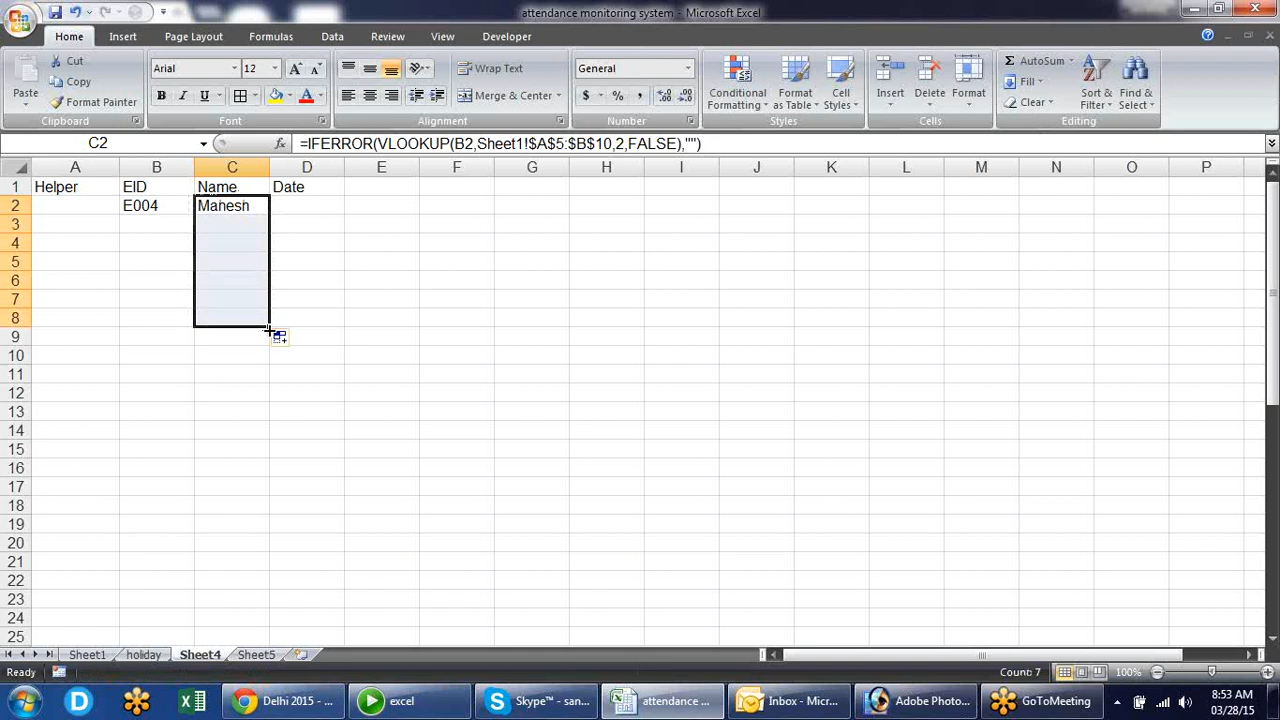 attendance monitoring system - Microsoft Excel
Home Insert Page Layout Formulas Data Review View Developer
Paste Cut Copy Format Painter Clipboard
Arial 12 B I U A A A Font
Wrap Text Merge & Center Alignment
General $ % , Number
Conditional Formatting Format as Table Cell Styles Styles
Insert Delete Format Cells
Σ AutoSum Fill Clear Sort & Filter Find & Select Editing
C2 fx =IFERROR(VLOOKUP(B2,Sheet1!$A$5:$B$10,2,FALSE),"")
A B C D E F G H I J K L M N O P
1 Helper EID Name Date
2 E004 Mahesh
3
4
5
6
7
8
9
10
11
12
13
14
15
16
17
18
19
20
21
22
23
24
25
Sheet1 holiday Sheet4 Sheet5
Ready Count: 7 100%
Delhi 2015 - ... excel Skype™ - san... attendance ... Inbox - Micr... Adobe Photo... GoToMeeting 8:53 AM
03/28/15